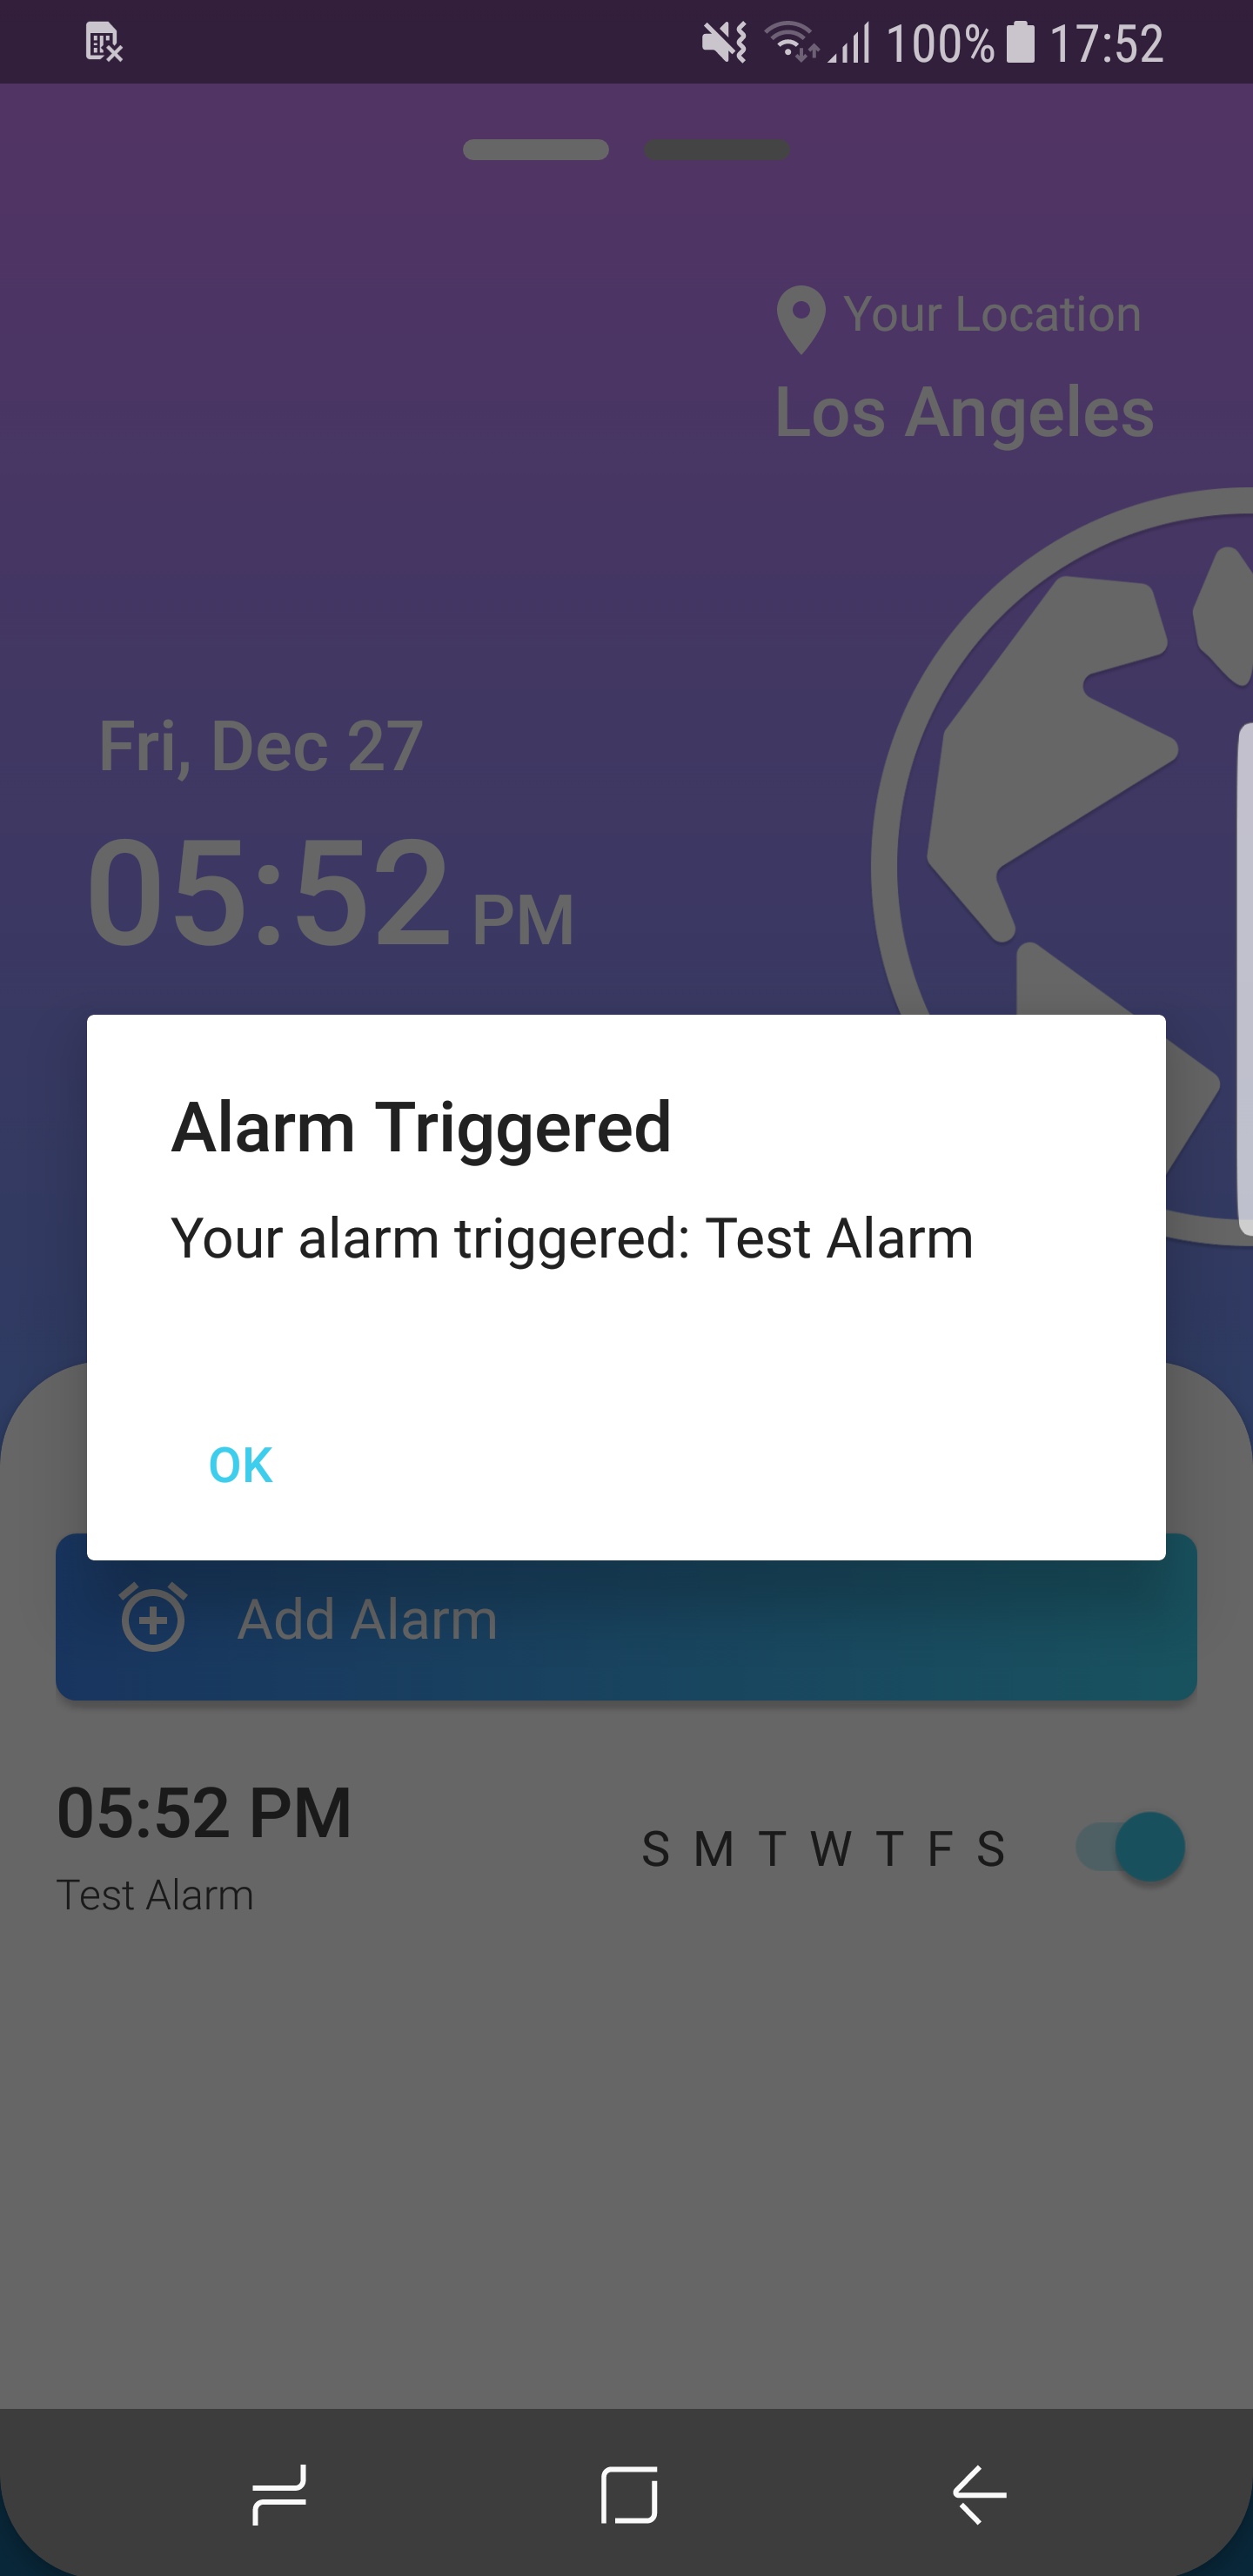 100% 17:52
Your Location
Los Angeles
Fri, Dec 27
05:52 PM
Alarm Triggered
Your alarm triggered: Test Alarm
OK
Add Alarm
05:52 PM
S M T W T F S
Test Alarm